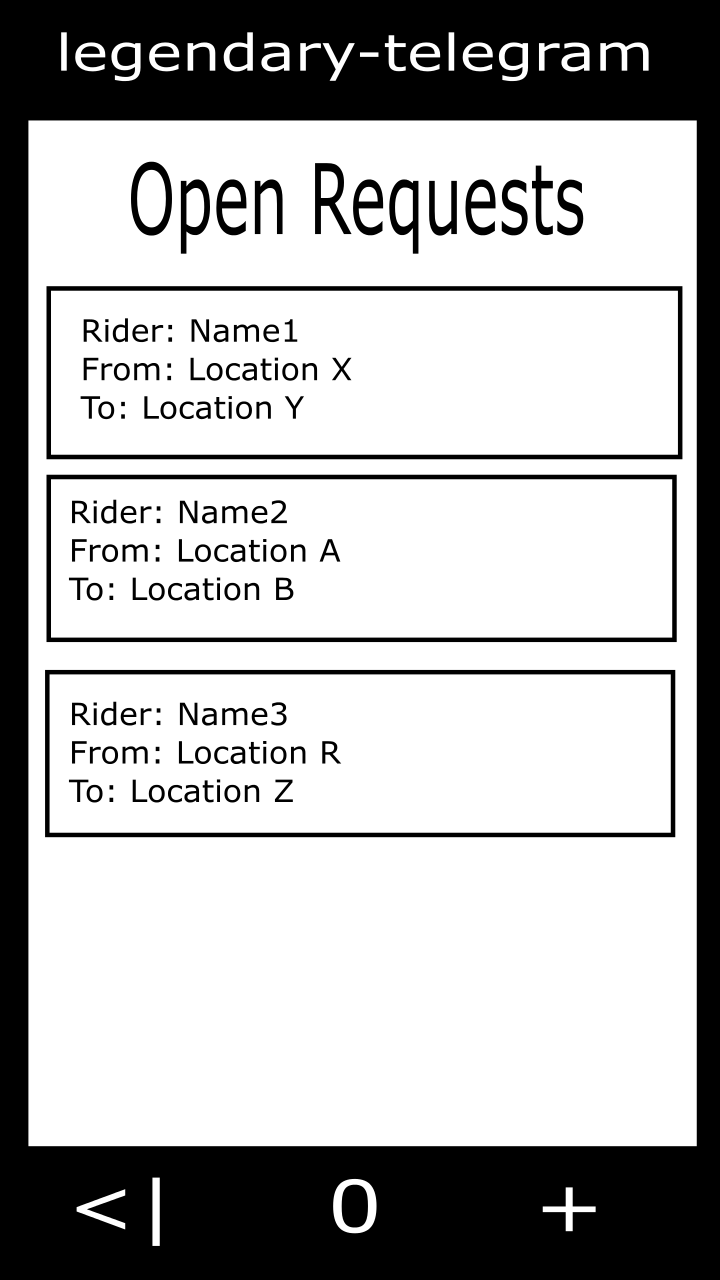 legendary-telegram
Open Requests
Rider: Name1
From: Location X
To: Location Y
Rider: Name2
From: Location A
To: Location B
Rider: Name3
From: Location R
To: Location Z
<| O +